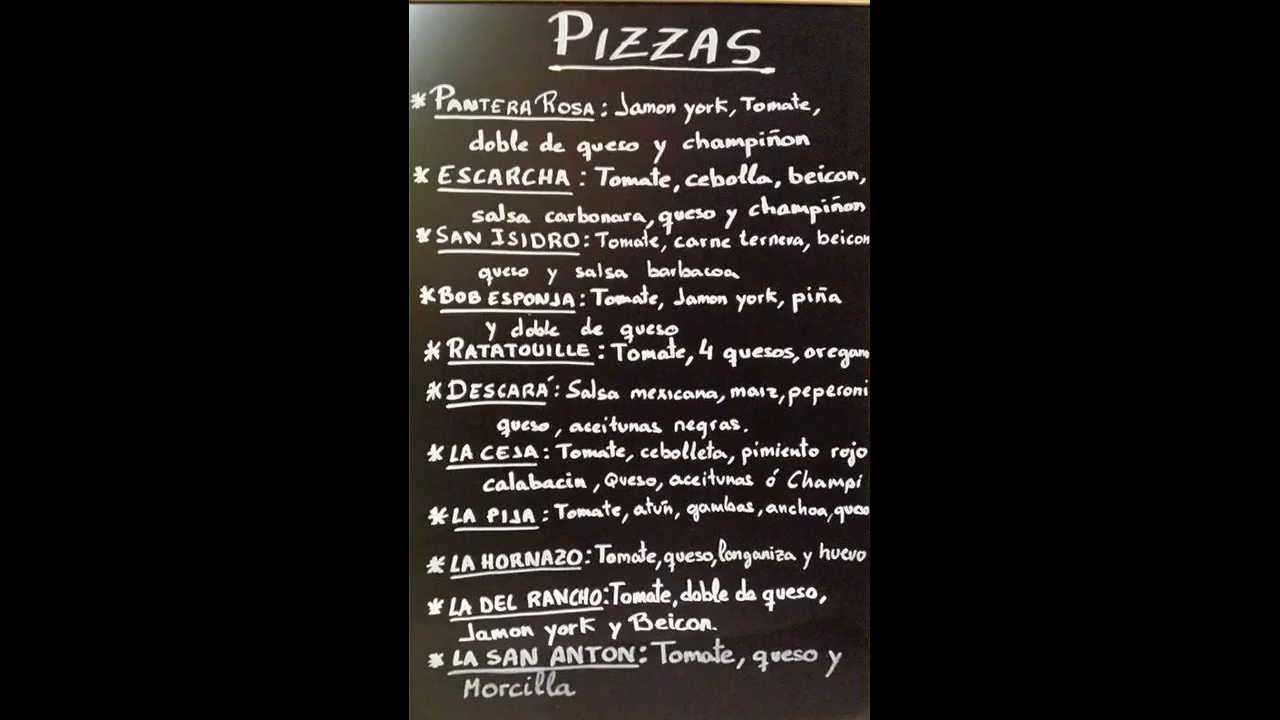 PIZZAS
* PANTERA ROSA: Jamon york, Tomate,
doble de queso y champiñon
* ESCARCHA: Tomate, cebolla, beicon,
salsa carbonara, queso y champiñon
* SAN ISIDRO: Tomate, carne ternera, beicon
queso y salsa barbacoa
* BOB ESPONJA: Tomate, Jamon york, piña
y doble de queso
* RATATOUILLE: Tomate, 4 quesos, oregan
* DESCARÁ: Salsa mexicana, maiz, peperoni
queso, aceitunas negras.
* LA CEJA: Tomate, cebolleta, pimiento rojo
calabacin, Queso, aceitunas ó Champi
* LA PIJA: Tomate, atún, gambas, anchoa, queso
* LA HORNAZO: Tomate, queso, longaniza y huevo
* LA DEL RANCHO: Tomate, doble de queso,
Jamon york y Beicon.
* LA SAN ANTON: Tomate, queso y
Morcilla